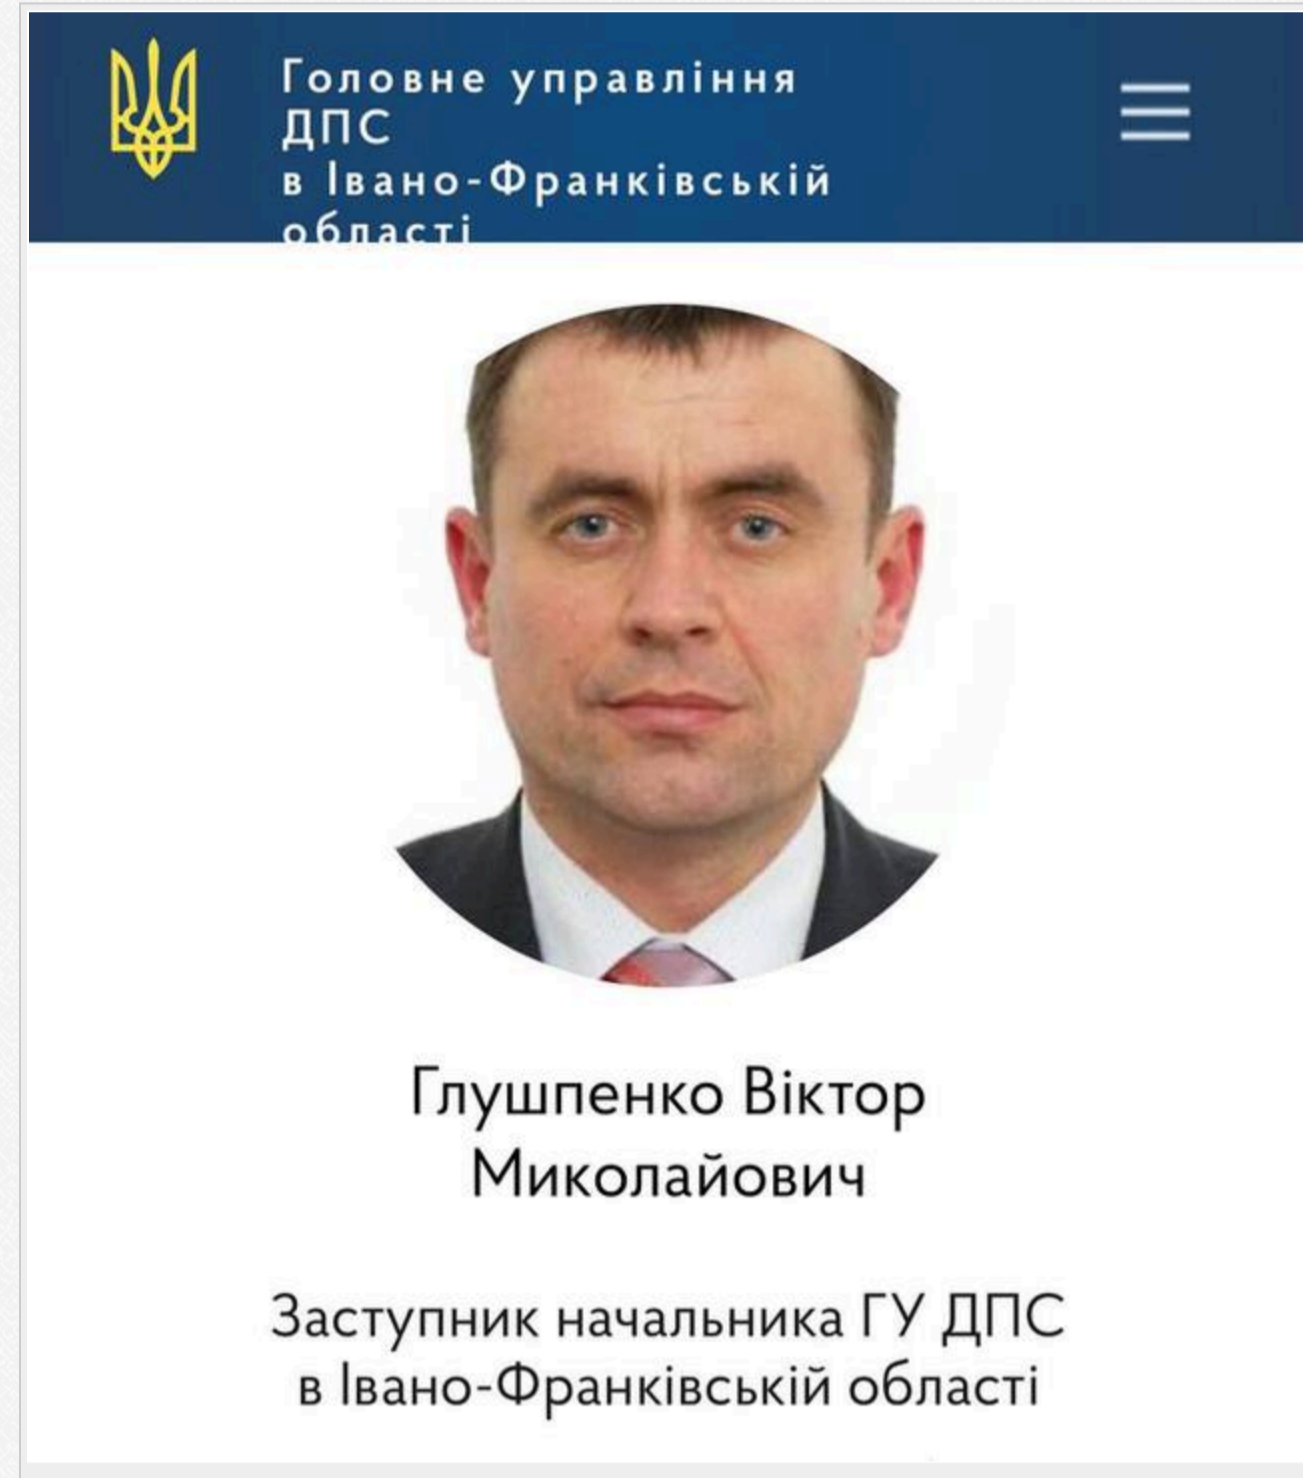 Головне управління
ДПС
в Івано-Франківській
області
Глушпенко Віктор
Миколайович
Заступник начальника ГУ ДПС
в Івано-Франківській області